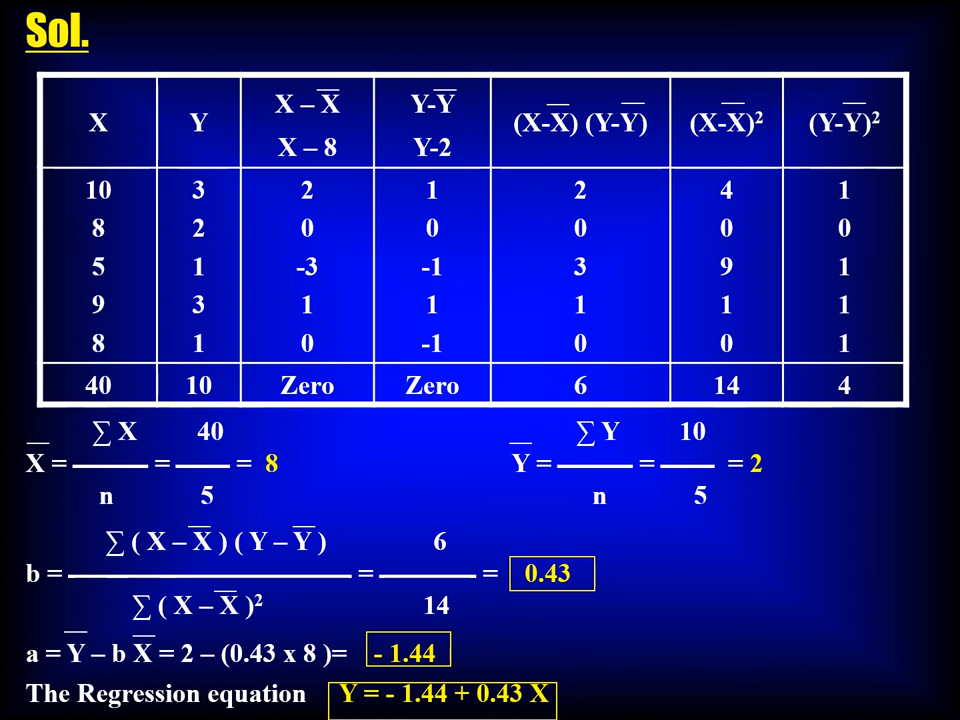 Sol.
X Y X – X̅ Y-Y̅ (X-X̅) (Y-Y̅) (X-X̅)² (Y-Y̅)²
X – 8 Y-2
10 3 2 1 2 4 1
8 2 0 0 0 0 0
5 1 -3 -1 3 9 1
9 3 1 1 1 1 1
8 1 0 -1 0 0 1
40 10 Zero Zero 6 14 4
∑ X 40 ∑ Y 10
X̅ = = = 8 Y̅ = = = 2
n 5 n 5
∑ ( X – X̅ ) ( Y – Y̅ ) 6
b = = = 0.43
∑ ( X – X̅ )² 14
a = Y̅ – b X̅ = 2 – (0.43 x 8 )= - 1.44
The Regression equation Y = - 1.44 + 0.43 X